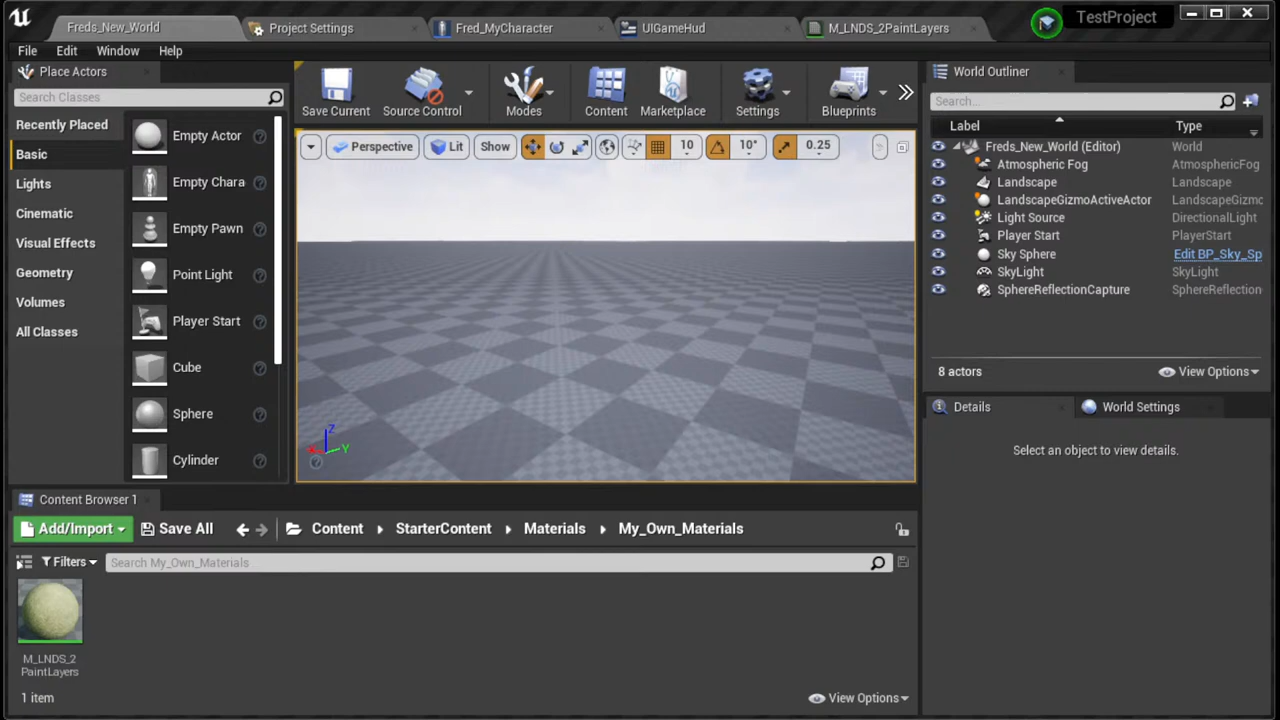 Freds_New_World
Project Settings
Fred_MyCharacter
UIGameHud
M_LNDS_2PaintLayers
TestProject
File Edit Window Help
Place Actors
Search Classes
Recently Placed
Basic
Lights
Cinematic
Visual Effects
Geometry
Volumes
All Classes
Empty Actor
Empty Chara
Empty Pawn
Point Light
Player Start
Cube
Sphere
Cylinder
Save Current
Source Control
Modes
Content
Marketplace
Settings
Blueprints
Perspective Lit Show 10 10° 0.25
X Y Z
World Outliner
Search...
Label Type
Freds_New_World (Editor) World
Atmospheric Fog AtmosphericFog
Landscape Landscape
LandscapeGizmoActiveActor LandscapeGizmo
Light Source DirectionalLight
Player Start PlayerStart
Sky Sphere Edit BP_Sky_Sp
SkyLight SkyLight
SphereReflectionCapture SphereReflection
8 actors View Options
Details World Settings
Select an object to view details.
Content Browser 1
Add/Import Save All Content StarterContent Materials My_Own_Materials
Filters Search My_Own_Materials
M_LNDS_2
PaintLayers
1 item View Options